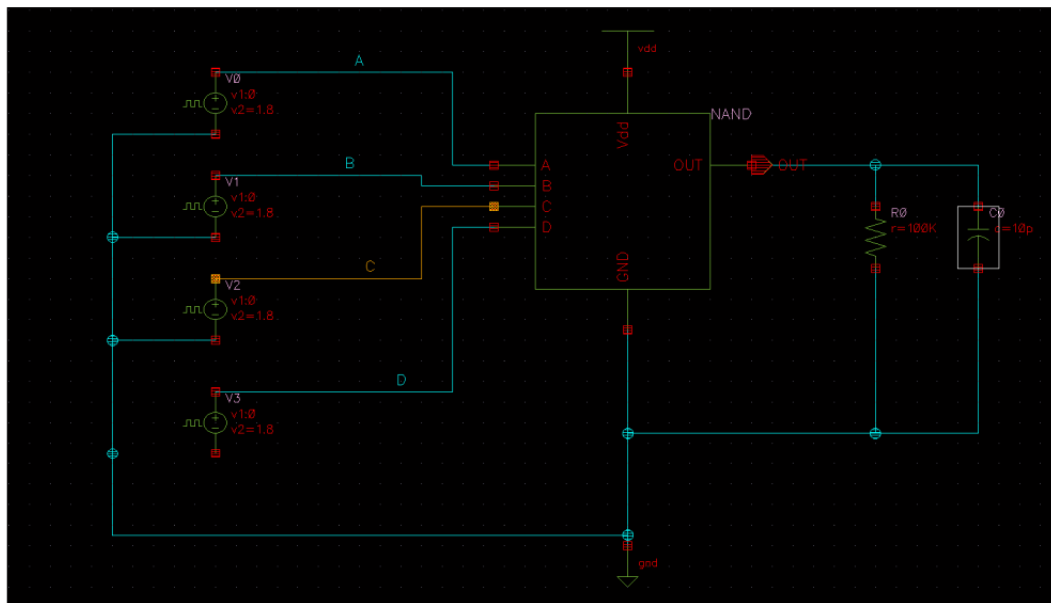 A
V0
v1:0
v2=1.8
vdd
NAND
Vdd
A
B
C
D
OUT
OUT
GND
B
V1
v1:0
v2=1.8
R0
r=100K
C0
c=10p
C
V2
v1:0
v2=1.8
D
V3
v1:0
v2=1.8
gnd